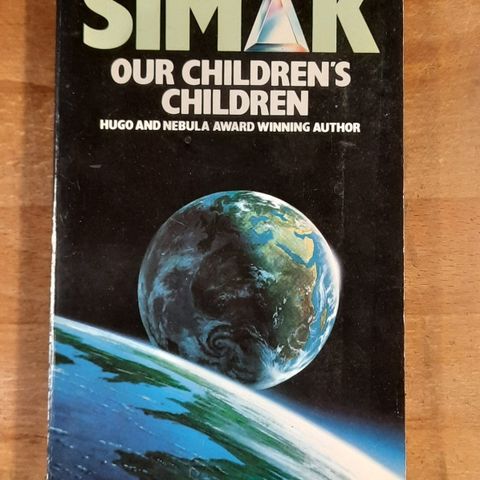 SIMAK
OUR CHILDREN'S
CHILDREN
HUGO AND NEBULA AWARD WINNING AUTHOR